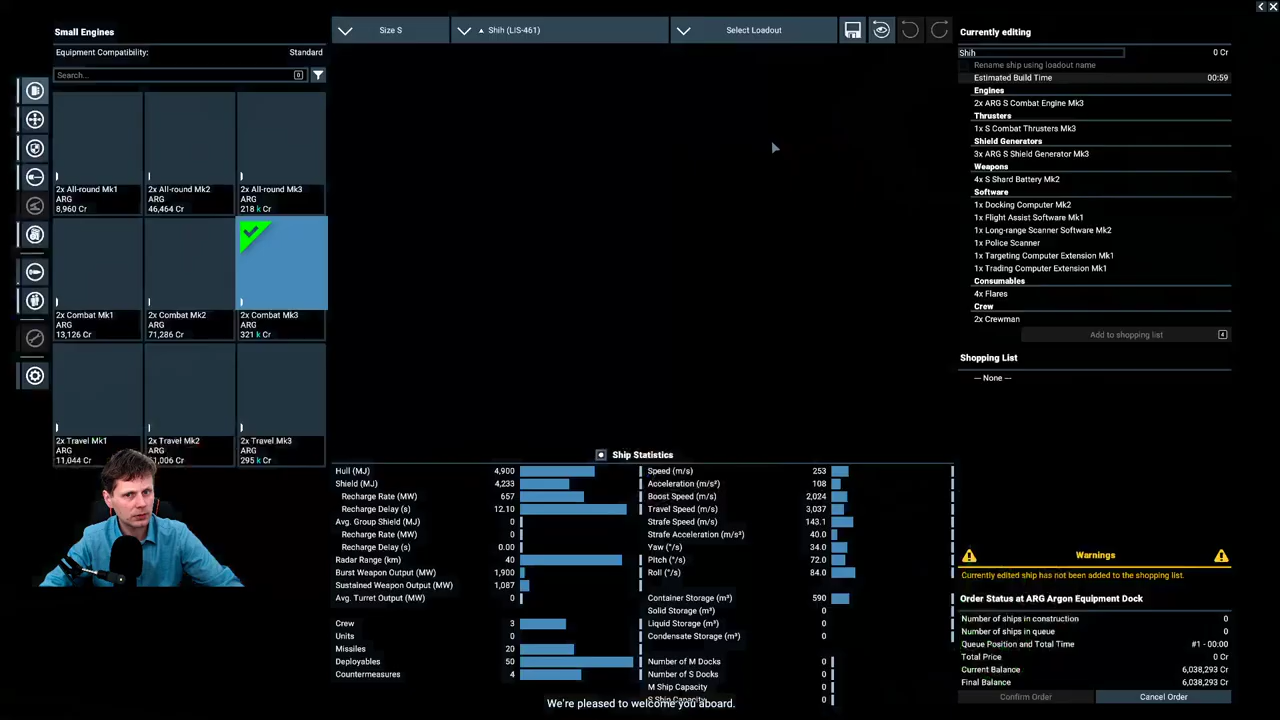 Small Engines
Equipment Compatibility: Standard
Search... 0
2x All-round Mk1
ARG
8,960 Cr
2x All-round Mk2
ARG
46,464 Cr
2x All-round Mk3
ARG
218 k Cr
2x Combat Mk1
ARG
13,126 Cr
2x Combat Mk2
ARG
71,286 Cr
2x Combat Mk3
ARG
321 k Cr
2x Travel Mk1
ARG
11,044 Cr
2x Travel Mk2
ARG
,006 Cr
2x Travel Mk3
ARG
295 k Cr
Size S
Shih (LIS-461)
Select Loadout
Ship Statistics
Hull (MJ) 4,900
Shield (MJ) 4,233
Recharge Rate (MW) 657
Recharge Delay (s) 12.10
Avg. Group Shield (MJ) 0
Recharge Rate (MW) 0
Recharge Delay (s) 0.00
Radar Range (km) 40
Burst Weapon Output (MW) 1,900
Sustained Weapon Output (MW) 1,087
Avg. Turret Output (MW) 0
Crew 3
Units 0
Missiles 20
Deployables 50
Countermeasures 4
Speed (m/s) 253
Acceleration (m/s²) 108
Boost Speed (m/s) 2,024
Travel Speed (m/s) 3,037
Strafe Speed (m/s) 143.1
Strafe Acceleration (m/s²) 40.0
Yaw (°/s) 34.0
Pitch (°/s) 72.0
Roll (°/s) 84.0
Container Storage (m³) 590
Solid Storage (m³) 0
Liquid Storage (m³) 0
Condensate Storage (m³) 0
Number of M Docks 0
Number of S Docks 0
M Ship Capacity 0
S Ship Capacity 0
We're pleased to welcome you aboard.
Currently editing
Shih 0 Cr
Rename ship using loadout name
Estimated Build Time 00:59
Engines
2x ARG S Combat Engine Mk3
Thrusters
1x S Combat Thrusters Mk3
Shield Generators
3x ARG S Shield Generator Mk3
Weapons
4x S Shard Battery Mk2
Software
1x Docking Computer Mk2
1x Flight Assist Software Mk1
1x Long-range Scanner Software Mk2
1x Police Scanner
1x Targeting Computer Extension Mk1
1x Trading Computer Extension Mk1
Consumables
4x Flares
Crew
2x Crewman
Add to shopping list 4
Shopping List
--- None ---
Warnings
Currently edited ship has not been added to the shopping list.
Order Status at ARG Argon Equipment Dock
Number of ships in construction 0
Number of ships in queue 0
Queue Position and Total Time #1 - 00:00
Total Price 0 Cr
Current Balance 6,038,293 Cr
Final Balance 6,038,293 Cr
Confirm Order
Cancel Order